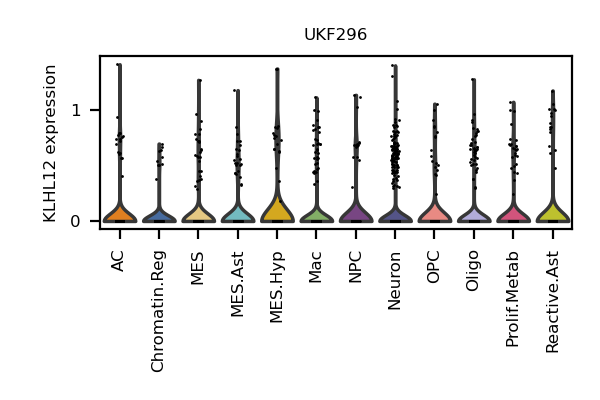 UKF296
KLHL12 expression
1
0
AC
Chromatin.Reg
MES
MES.Ast
MES.Hyp
Mac
NPC
Neuron
OPC
Oligo
Prolif.Metab
Reactive.Ast